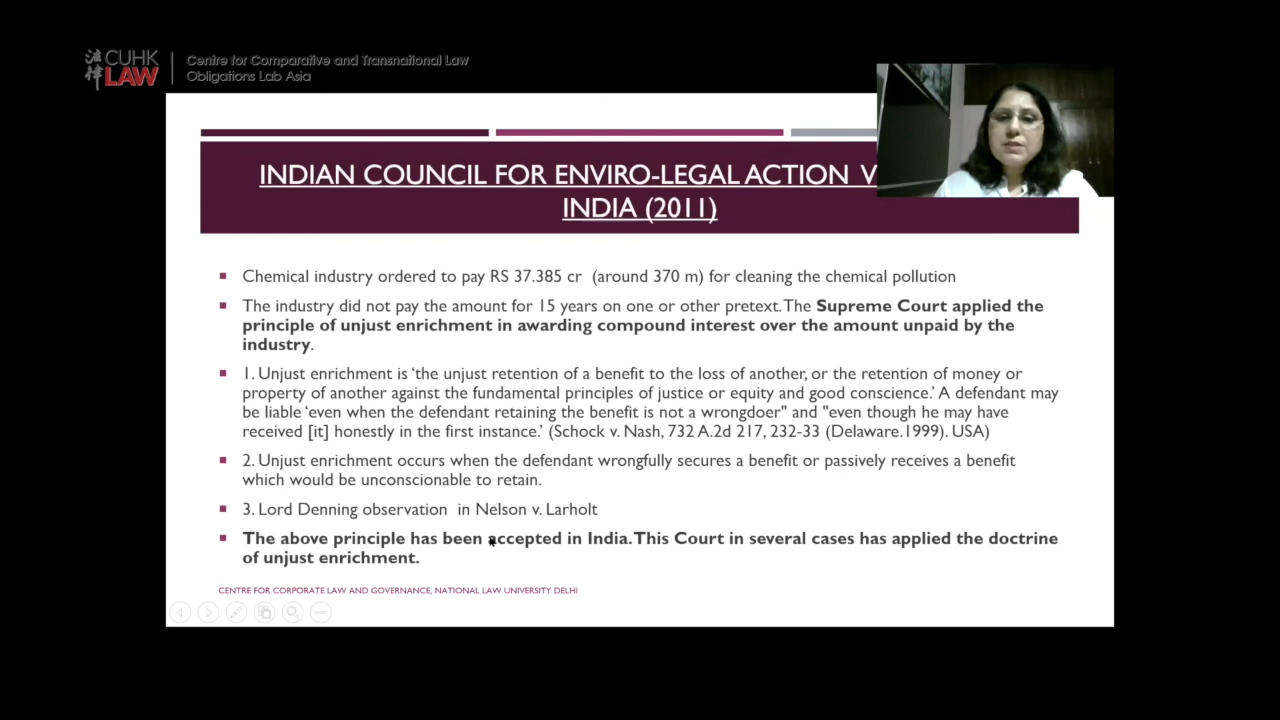 法律
CUHK
LAW
Centre for Comparative and Transnational Law
Obligations Lab Asia
INDIAN COUNCIL FOR ENVIRO-LEGAL ACTION V
INDIA (2011)
Chemical industry ordered to pay RS 37.385 cr (around 370 m) for cleaning the chemical pollution
The industry did not pay the amount for 15 years on one or other pretext. The Supreme Court applied the
principle of unjust enrichment in awarding compound interest over the amount unpaid by the
industry.
1. Unjust enrichment is ‘the unjust retention of a benefit to the loss of another, or the retention of money or
property of another against the fundamental principles of justice or equity and good conscience.’ A defendant may
be liable ‘even when the defendant retaining the benefit is not a wrongdoer" and "even though he may have
received [it] honestly in the first instance.’ (Schock v. Nash, 732 A.2d 217, 232-33 (Delaware.1999). USA)
2. Unjust enrichment occurs when the defendant wrongfully secures a benefit or passively receives a benefit
which would be unconscionable to retain.
3. Lord Denning observation in Nelson v. Larholt
The above principle has been accepted in India. This Court in several cases has applied the doctrine
of unjust enrichment.
CENTRE FOR CORPORATE LAW AND GOVERNANCE, NATIONAL LAW UNIVERSITY DELHI